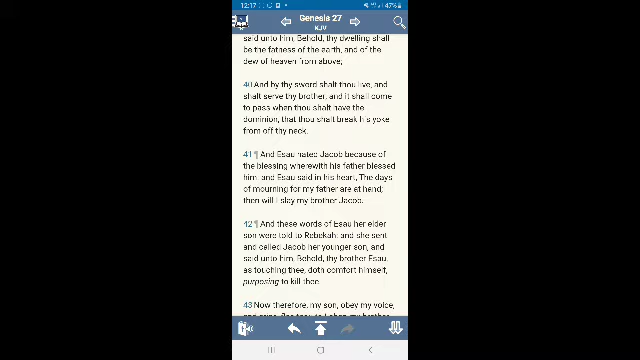 12:17 47%
Genesis 27
KJV
said unto him, Behold, thy dwelling shall
be the fatness of the earth, and of the
dew of heaven from above;
40 And by thy sword shalt thou live, and
shalt serve thy brother; and it shall come
to pass when thou shalt have the
dominion, that thou shalt break his yoke
from off thy neck.
41 ¶ And Esau hated Jacob because of
the blessing wherewith his father blessed
him: and Esau said in his heart, The days
of mourning for my father are at hand;
then will I slay my brother Jacob.
42 ¶ And these words of Esau her elder
son were told to Rebekah: and she sent
and called Jacob her younger son, and
said unto him, Behold, thy brother Esau,
as touching thee, doth comfort himself,
purposing to kill thee.
43 Now therefore, my son, obey my voice;